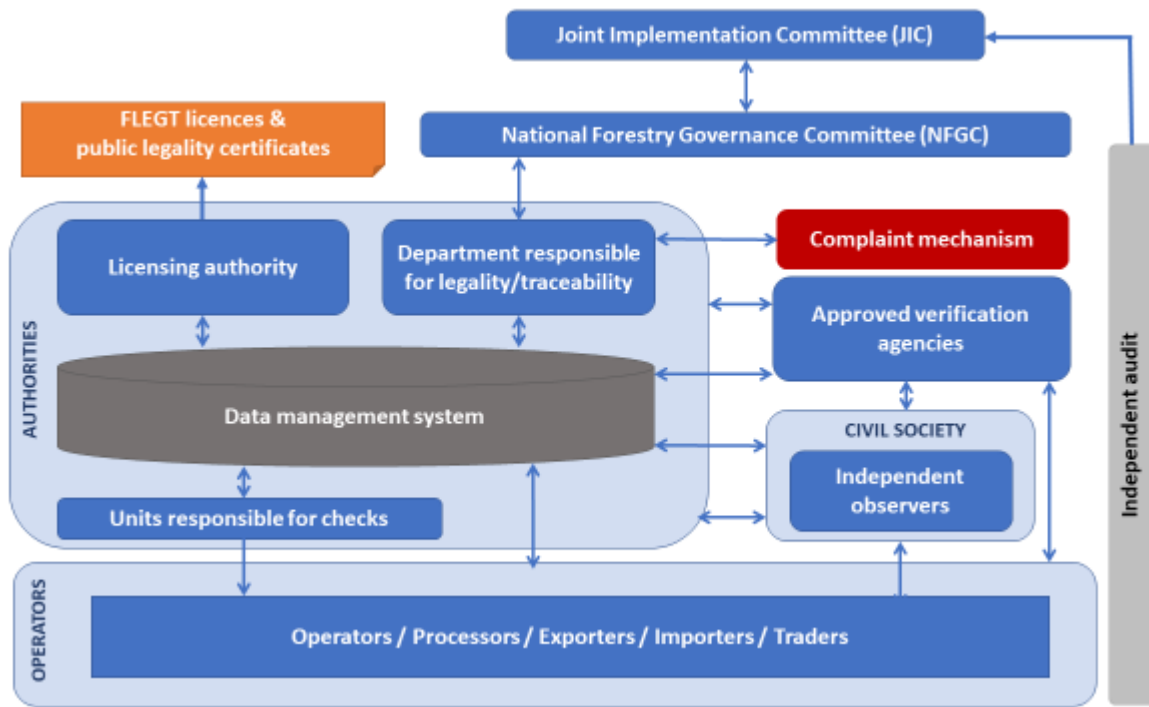 Joint Implementation Committee (JIC)
FLEGT licences &
public legality certificates
National Forestry Governance Committee (NFGC)
Licensing authority
Department responsible
for legality/traceability
Complaint mechanism
Approved verification
agencies
AUTHORITIES
Data management system
CIVIL SOCIETY
Independent
observers
Units responsible for checks
Independent audit
OPERATORS
Operators / Processors / Exporters / Importers / Traders